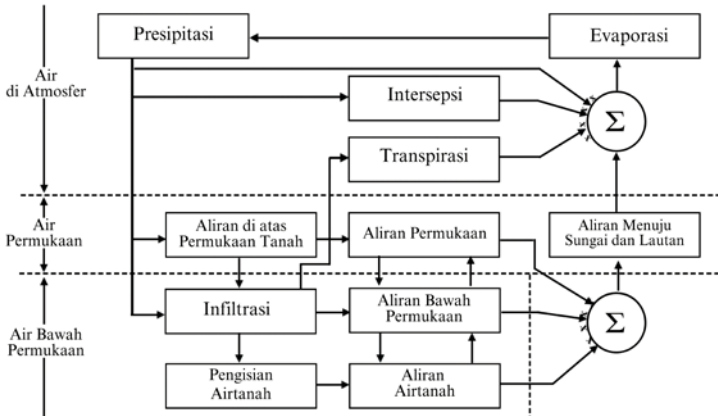 Presipitasi
Evaporasi
Air
di Atmosfer
Intersepsi
Σ
Transpirasi
Air
Permukaan
Aliran di atas
Permukaan Tanah
Aliran Permukaan
Aliran Menuju
Sungai dan Lautan
Air Bawah
Permukaan
Infiltrasi
Aliran Bawah
Permukaan
Σ
Pengisian
Airtanah
Aliran
Airtanah